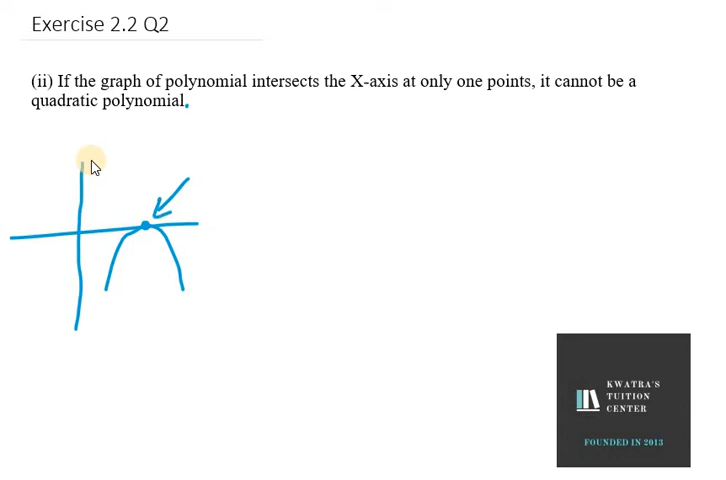 Exercise 2.2 Q2
(ii) If the graph of polynomial intersects the X-axis at only one points, it cannot be a
quadratic polynomial.
KWATRA'S
TUITION
CENTER
FOUNDED IN 2013